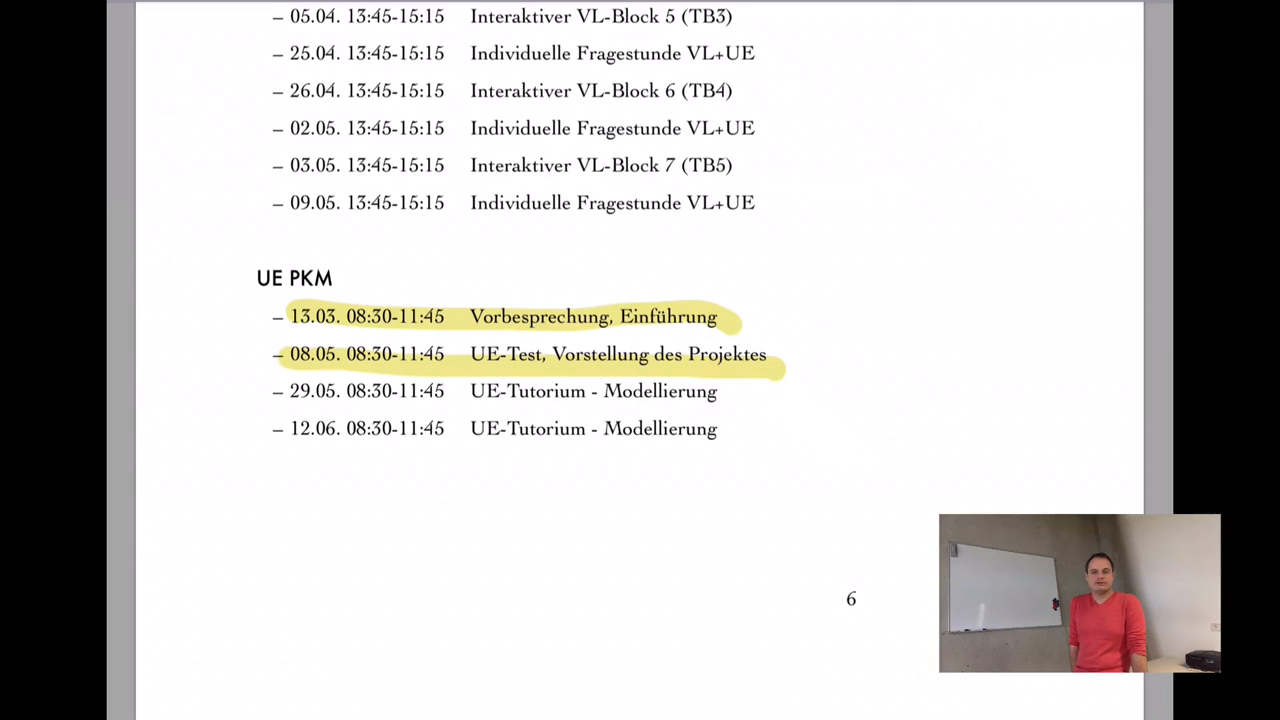 – 05.04. 13:45-15:15 Interaktiver VL-Block 5 (TB3)
– 25.04. 13:45-15:15 Individuelle Fragestunde VL+UE
– 26.04. 13:45-15:15 Interaktiver VL-Block 6 (TB4)
– 02.05. 13:45-15:15 Individuelle Fragestunde VL+UE
– 03.05. 13:45-15:15 Interaktiver VL-Block 7 (TB5)
– 09.05. 13:45-15:15 Individuelle Fragestunde VL+UE
UE PKM
– 13.03. 08:30-11:45 Vorbesprechung, Einführung
– 08.05. 08:30-11:45 UE-Test, Vorstellung des Projektes
– 29.05. 08:30-11:45 UE-Tutorium - Modellierung
– 12.06. 08:30-11:45 UE-Tutorium - Modellierung
6